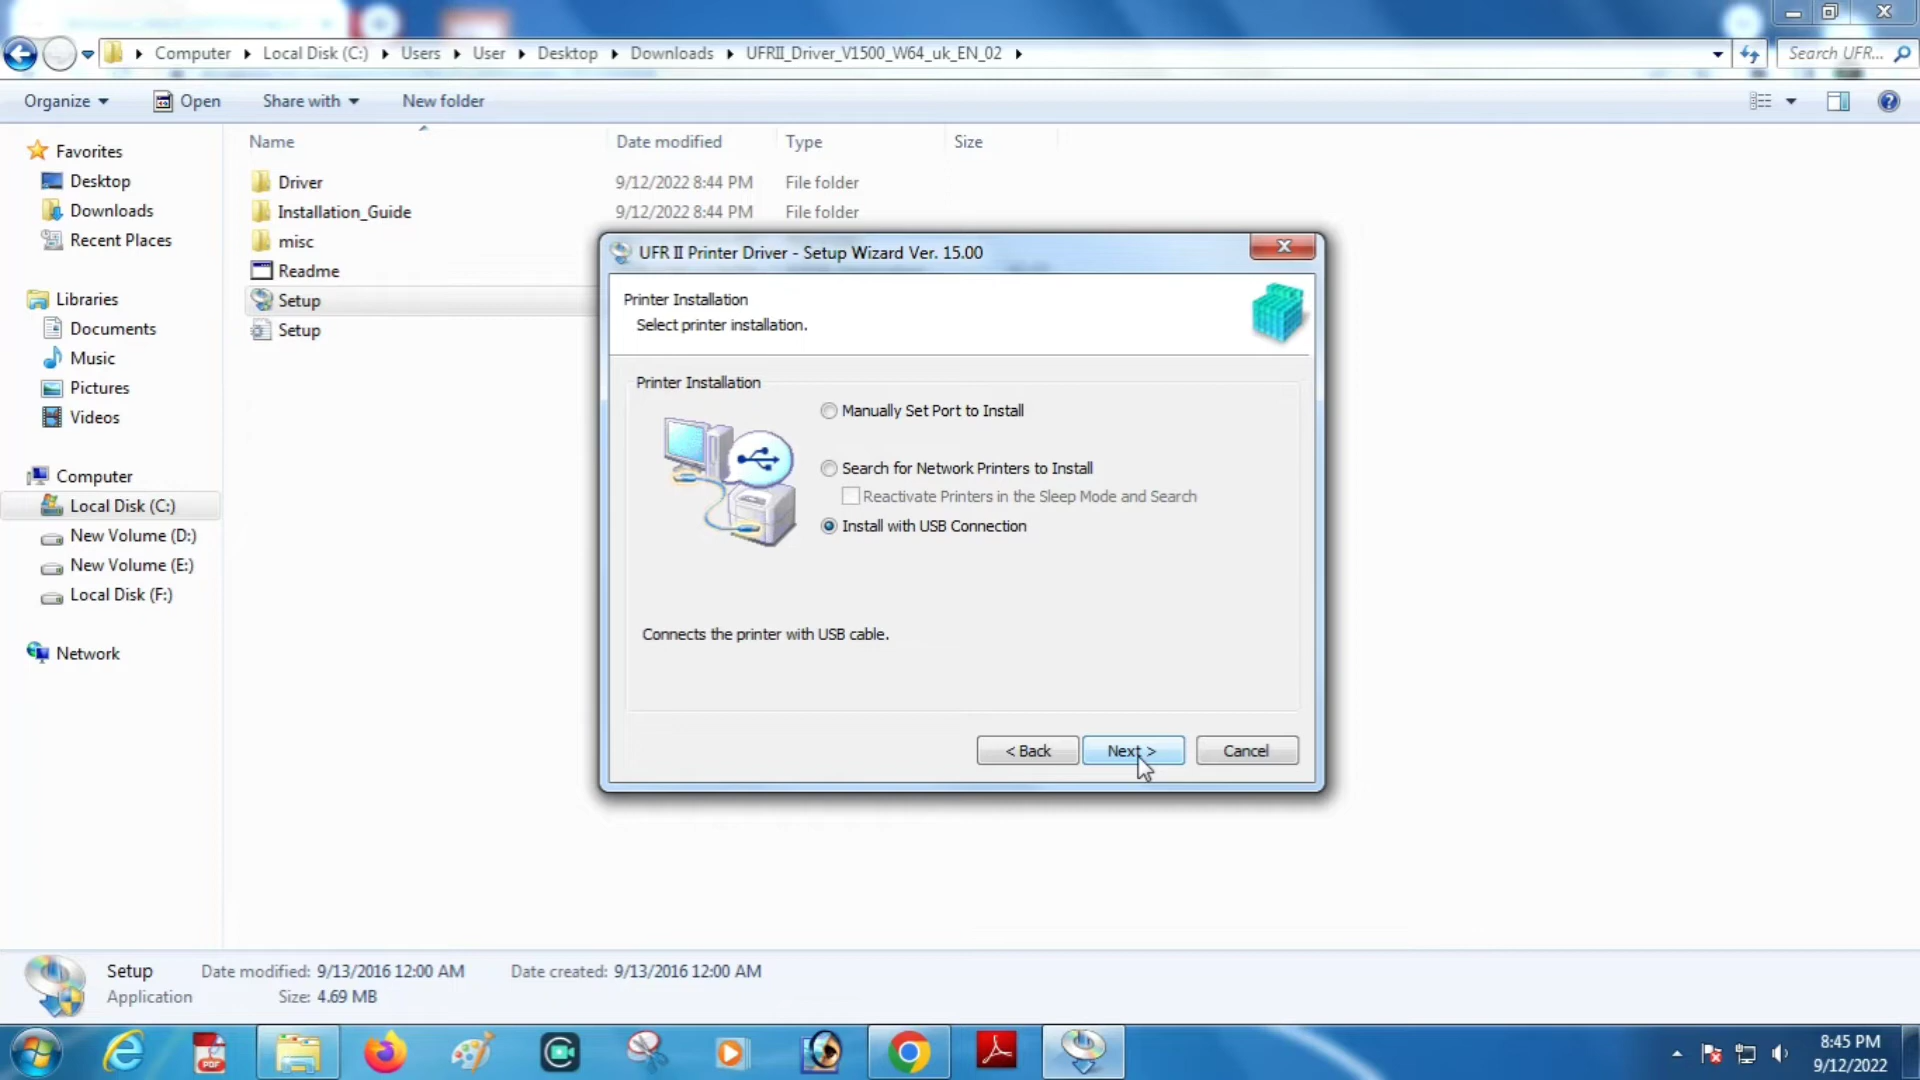 Computer Local Disk (C:) Users User Desktop Downloads UFRII_Driver_V1500_W64_uk_EN_02
Search UFR...
Organize Open Share with New folder
Name Date modified Type Size
Favorites
Desktop
Downloads
Recent Places
Libraries
Documents
Music
Pictures
Videos
Computer
Local Disk (C:)
New Volume (D:)
New Volume (E:)
Local Disk (F:)
Network
Driver 9/12/2022 8:44 PM File folder
Installation_Guide 9/12/2022 8:44 PM File folder
misc
Readme
Setup
Setup
UFR II Printer Driver - Setup Wizard Ver. 15.00
Printer Installation
Select printer installation.
Printer Installation
Manually Set Port to Install
Search for Network Printers to Install
Reactivate Printers in the Sleep Mode and Search
Install with USB Connection
Connects the printer with USB cable.
< Back Next > Cancel
Setup Date modified: 9/13/2016 12:00 AM Date created: 9/13/2016 12:00 AM
Application Size: 4.69 MB
PDF
8:45 PM
9/12/2022